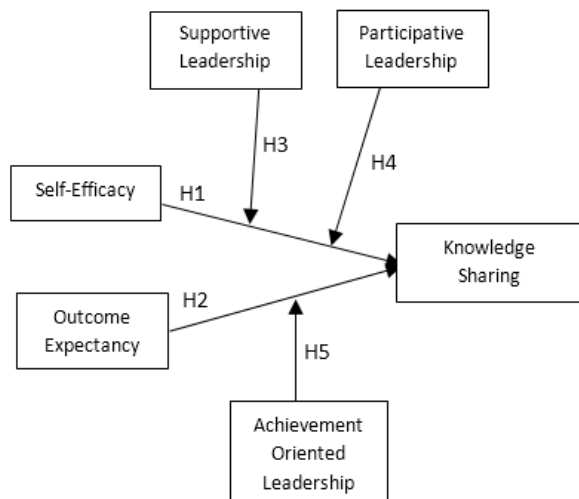 Supportive
Leadership
Participative
Leadership
H3
H4
Self-Efficacy
H1
Knowledge
Sharing
H2
Outcome
Expectancy
H5
Achievement
Oriented
Leadership